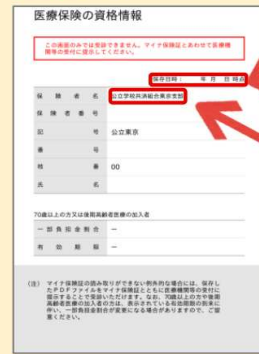 医療保険の資格情報
この画面のみでは受診できません。マイナ保険証とあわせて医療機
関等の受付に提示してください。
保存日時： 年 月 日 時点
保険者名 公立学校共済組合東京支部
保険者番号
記号 公立東京
番号
枝番 00
氏名
70歳以上の方又は後期高齢者医療の加入者
一部負担金割合 －
有効期限 －
（注） マイナ保険証の読み取りができない例外的な場合には、保存し
たPDFファイルをマイナ保険証とともに医療機関等の受付に
提示することで受診いただけます。なお、70歳以上の方や後期
高齢者医療の加入者の方は、表示されている有効期限の到来に
伴い、一部負担金割合が変更になる場合がありますので、ご留
意ください。